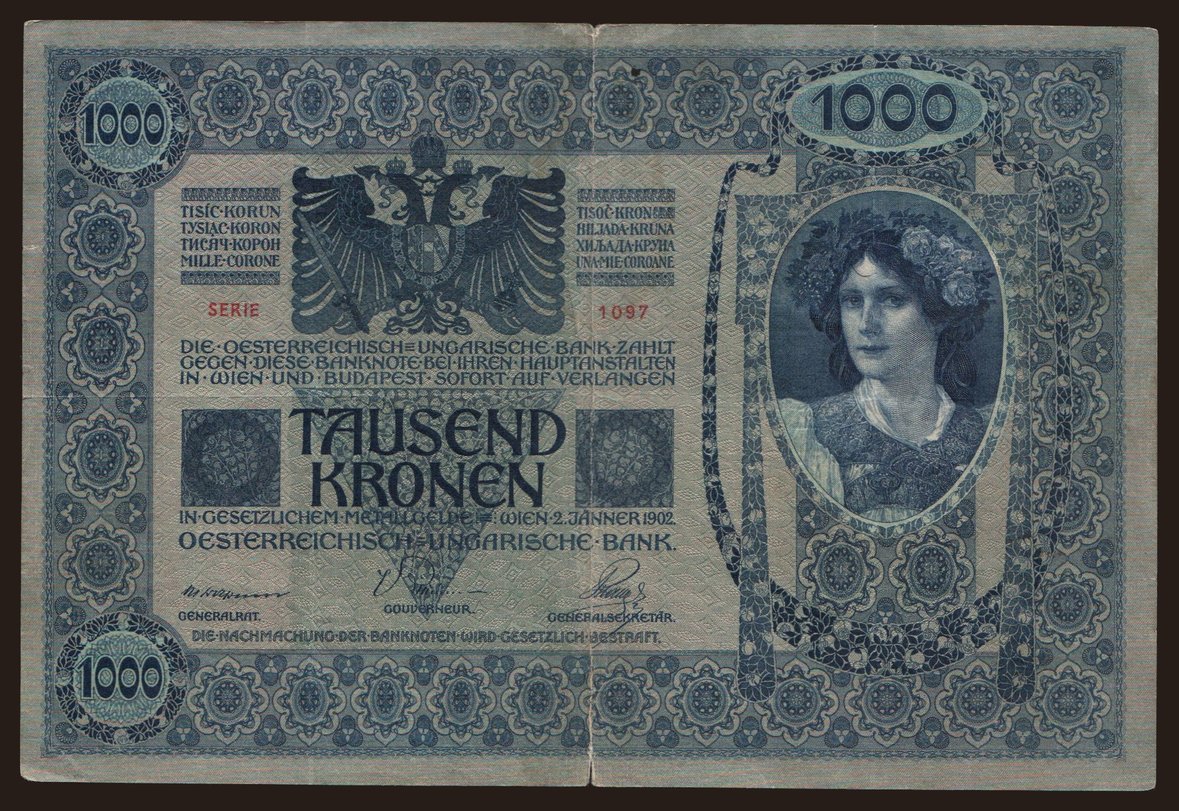 1000
1000
TISÍC·KORUN
TYSIĄC·KORON
ТИСЯЧ·КОРОН
MILLE·CORONE
TISOČ·KRON
HILJADA·KRUNA
ХИЉАДА·КРУНА
UNA·MIE·COROANE
SERIE 1097
DIE·OESTERREICHISCH=UNGARISCHE·BANK·ZAHLT
GEGEN·DIESE·BANKNOTE·BEI·IHREN·HAUPTANSTALTEN
IN·WIEN·UND·BUDAPEST·SOFORT·AUF·VERLANGEN
TAUSEND
KRONEN
IN·GESETZLICHEM·METALLGELDE=:WIEN·2.JÄNNER 1902.
OESTERREICHISCH=UNGARISCHE·BANK.
GENERALRAT. GOUVERNEUR. GENERALSEKRETÄR.
DIE·NACHMACHUNG·DER·BANKNOTEN·WIRD·GESETZLICH·BESTRAFT.
1000